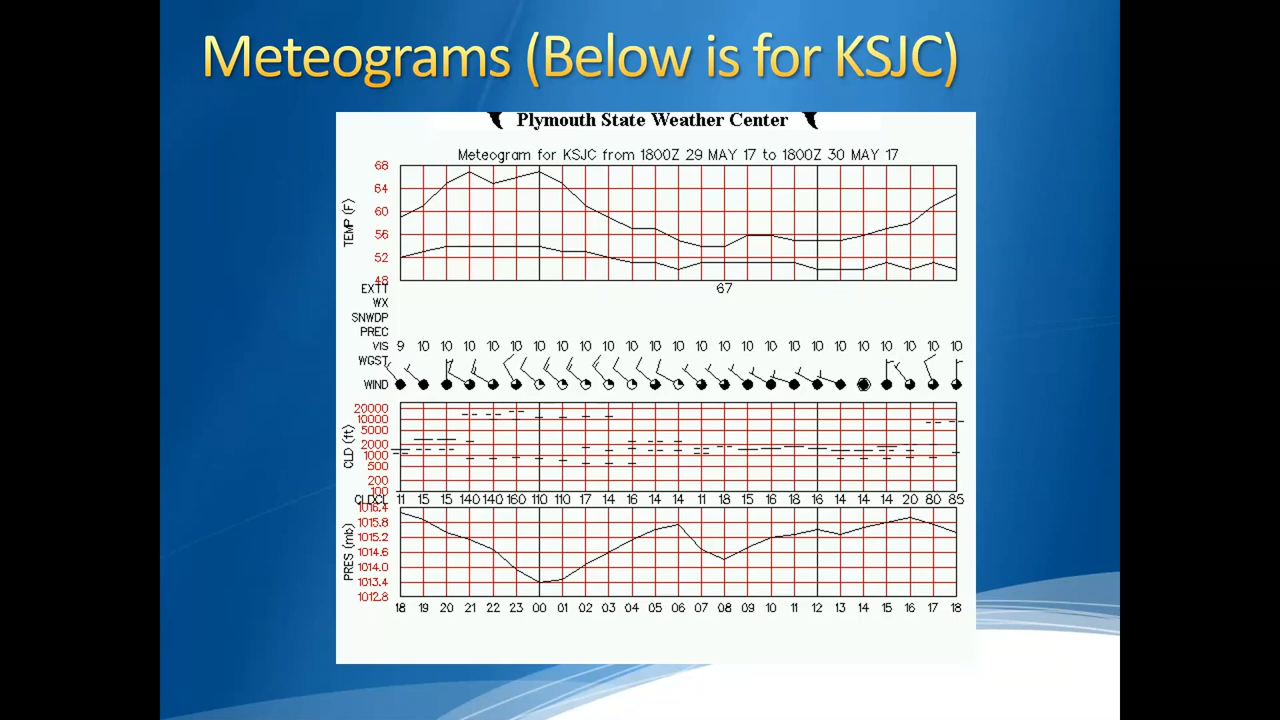 Meteograms (Below is for KSJC)
Plymouth State Weather Center
Meteogram for KSJC from 1800Z 29 MAY 17 to 1800Z 30 MAY 17
68
64
60
56
52
48
TEMP (F)
EXTT 67
WX
SNWDP
PREC
VIS 9 10 10 10 10 10 10 10 10 10 10 10 10 10 10 10 10 10 10 10 10 10 10 10 10
WGST
WIND
20000
10000
5000
2000
1000
500
200
100
CLD (ft)
CLDCL 11 15 15 140 140 160 110 110 17 14 16 14 14 11 18 15 16 18 16 14 14 14 20 80 85
1016.4
1015.8
1015.2
1014.6
1014.0
1013.4
1012.8
PRES (mb)
18 19 20 21 22 23 00 01 02 03 04 05 06 07 08 09 10 11 12 13 14 15 16 17 18